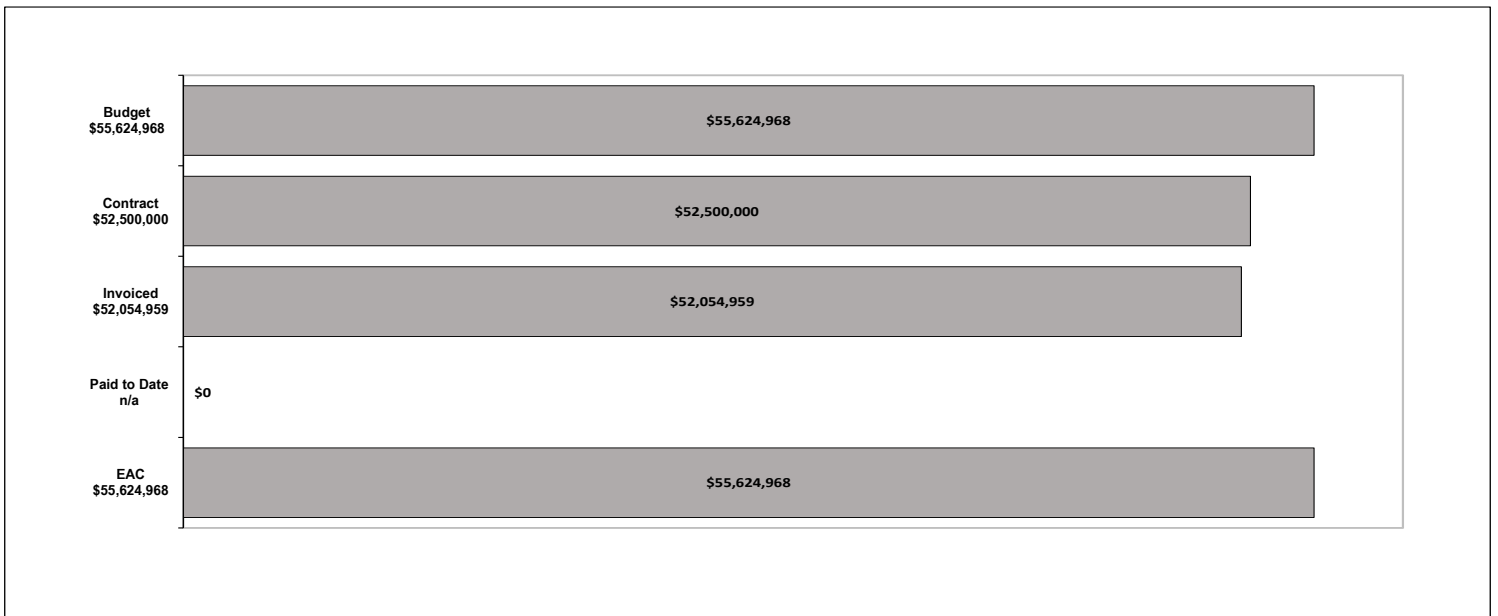 Budget
$55,624,968
$55,624,968
Contract
$52,500,000
$52,500,000
Invoiced
$52,054,959
$52,054,959
Paid to Date
n/a
$0
EAC
$55,624,968
$55,624,968